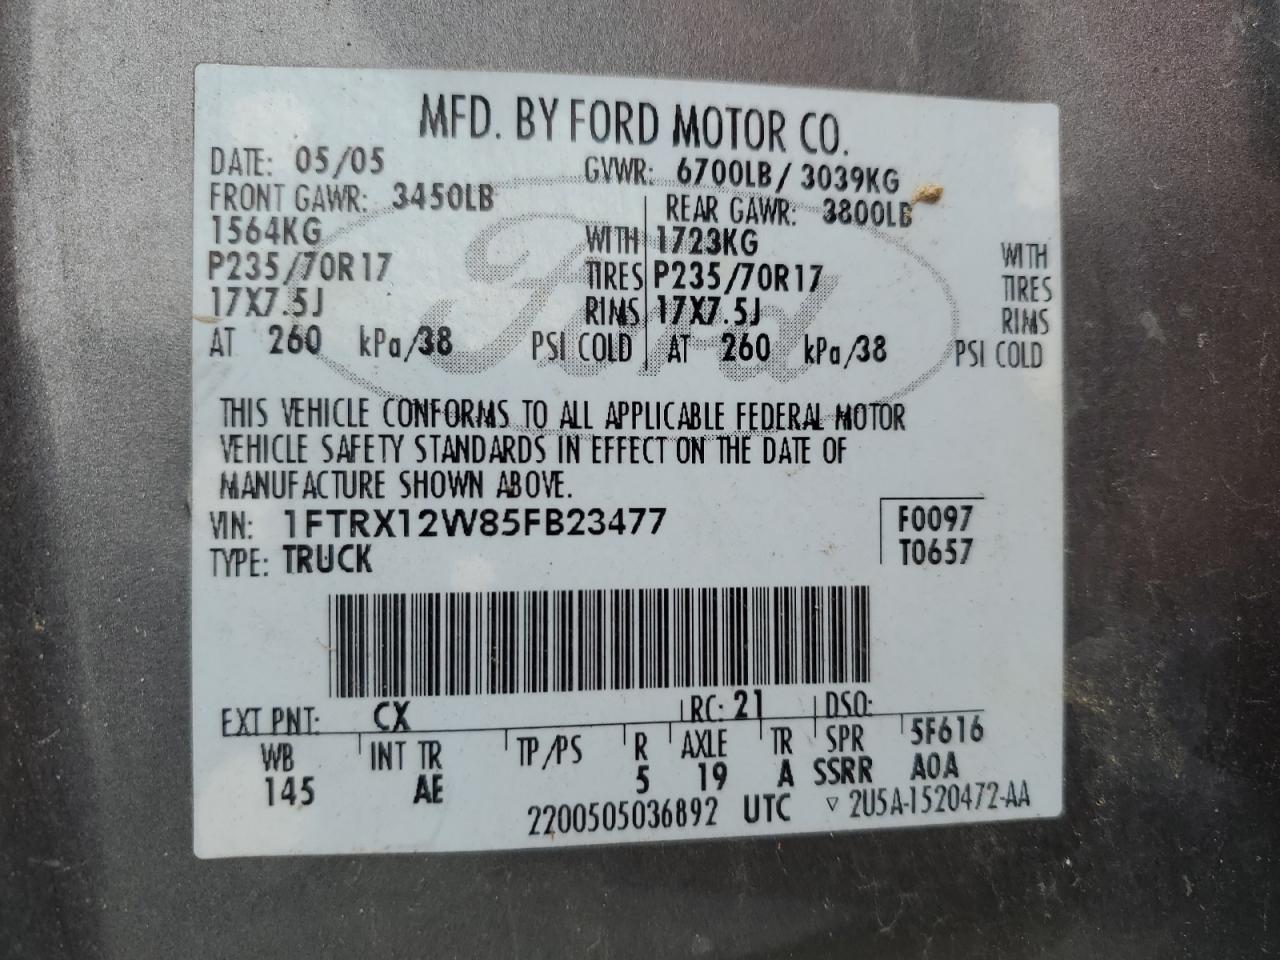 MFD. BY FORD MOTOR CO.
DATE: 05/05 GVWR: 6700LB / 3039KG
FRONT GAWR: 3450LB REAR GAWR: 3800LB
1564KG WITH 1723KG WITH
P235/70R17 TIRES P235/70R17 TIRES
17X7.5J RIMS 17X7.5J RIMS
AT 260 kPa/38 PSI COLD AT 260 kPa/38 PSI COLD
Ford
THIS VEHICLE CONFORMS TO ALL APPLICABLE FEDERAL MOTOR
VEHICLE SAFETY STANDARDS IN EFFECT ON THE DATE OF
MANUFACTURE SHOWN ABOVE.
VIN: 1FTRX12W85FB23477 F0097
TYPE: TRUCK T0657
EXT PNT: CX RC: 21 DSO:
WB INT TR TP/PS R AXLE TR SPR 5F616
145 AE 5 19 A SSRR A0A
2200505036892 UTC ▽ 2U5A-1520472-AA